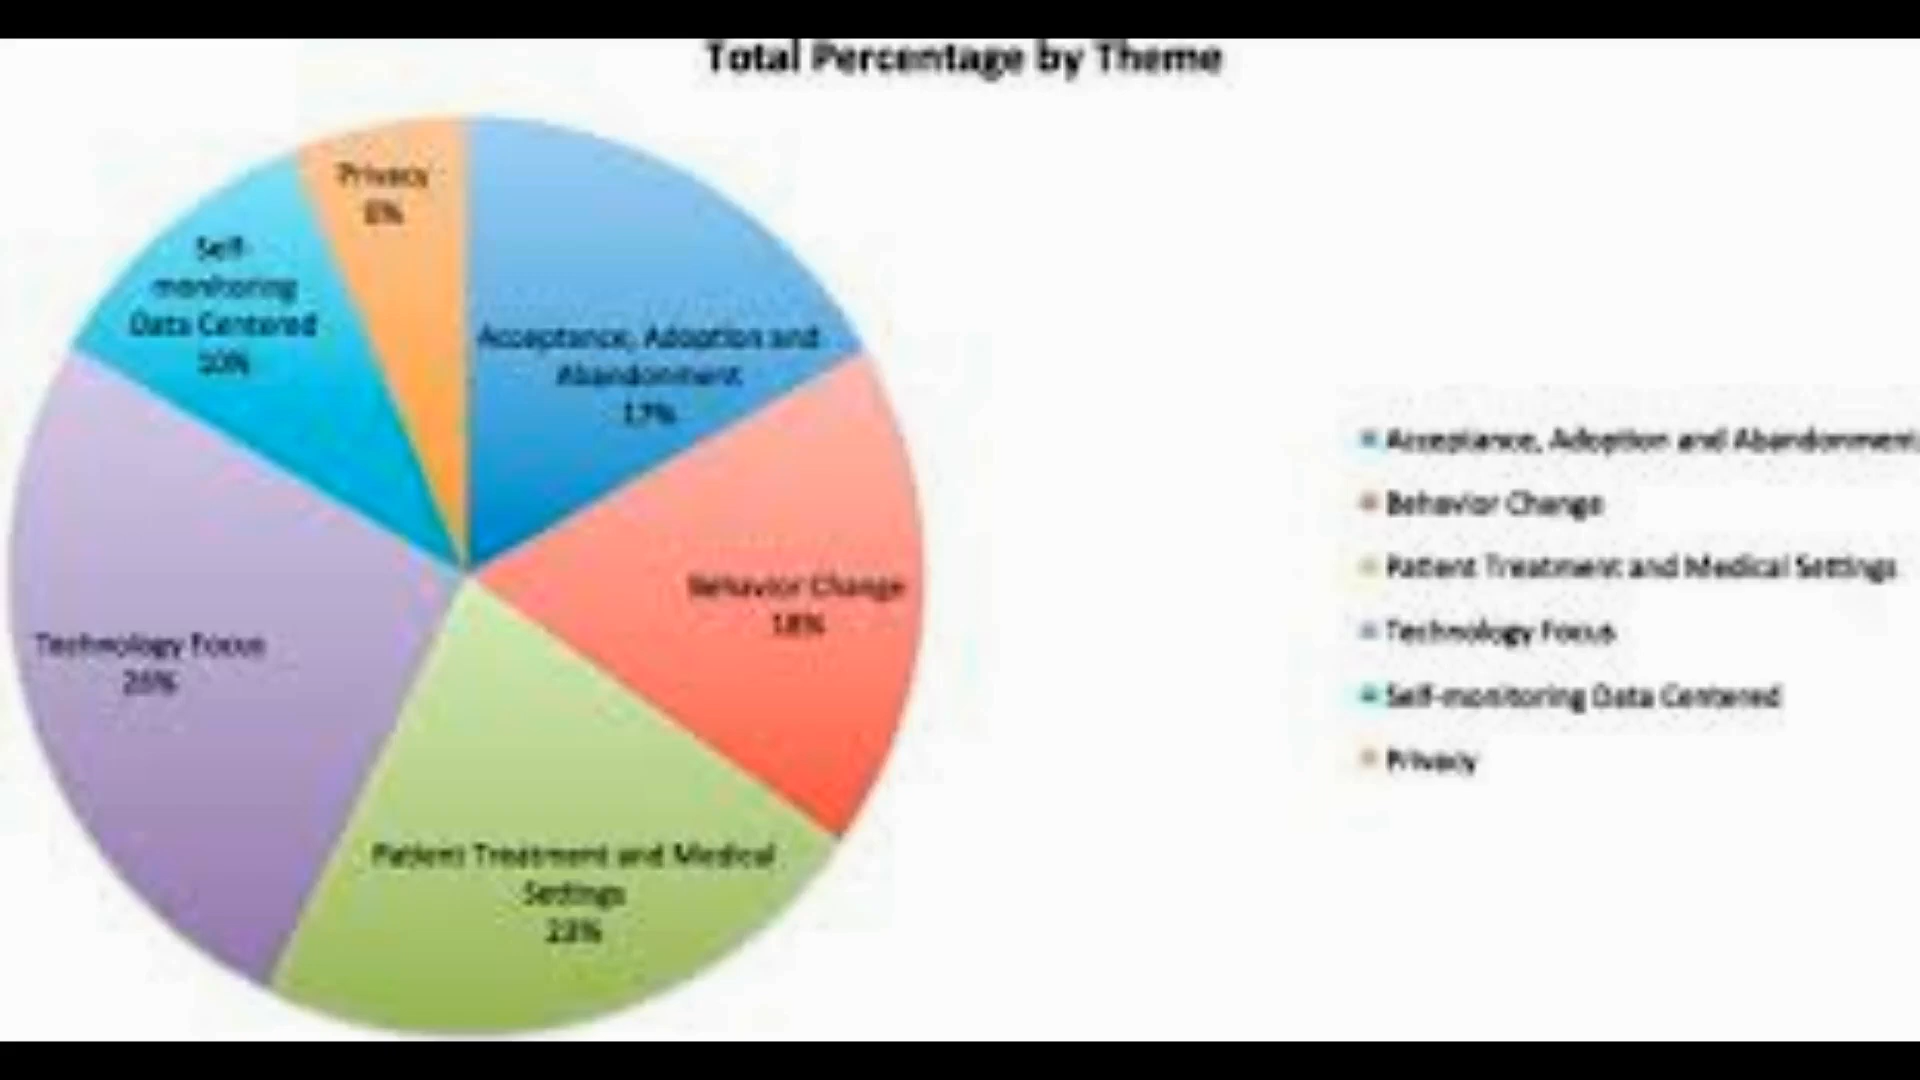 Total Percentage by Theme
Privacy
6%
Self-
monitoring
Data Centered
10%
Acceptance, Adoption and
Abandonment
17%
Behavior Change
18%
Technology Focus
26%
Patient Treatment and Medical
Settings
Acceptance, Adoption and Abandonment
Behavior Change
Patient Treatment and Medical Settings
Technology Focus
Self-monitoring Data Centered
Privacy